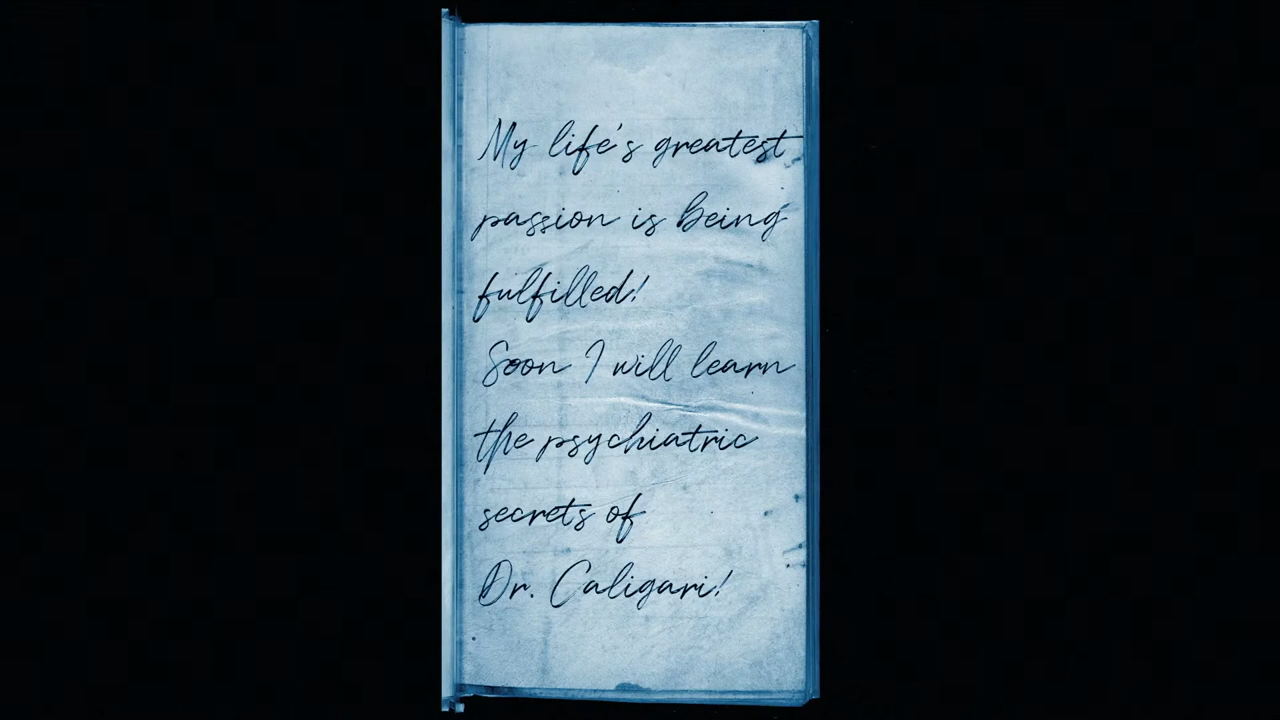 My life's greatest
passion is being
fulfilled!
Soon I will learn
the psychiatric
secrets of
Dr. Caligari!